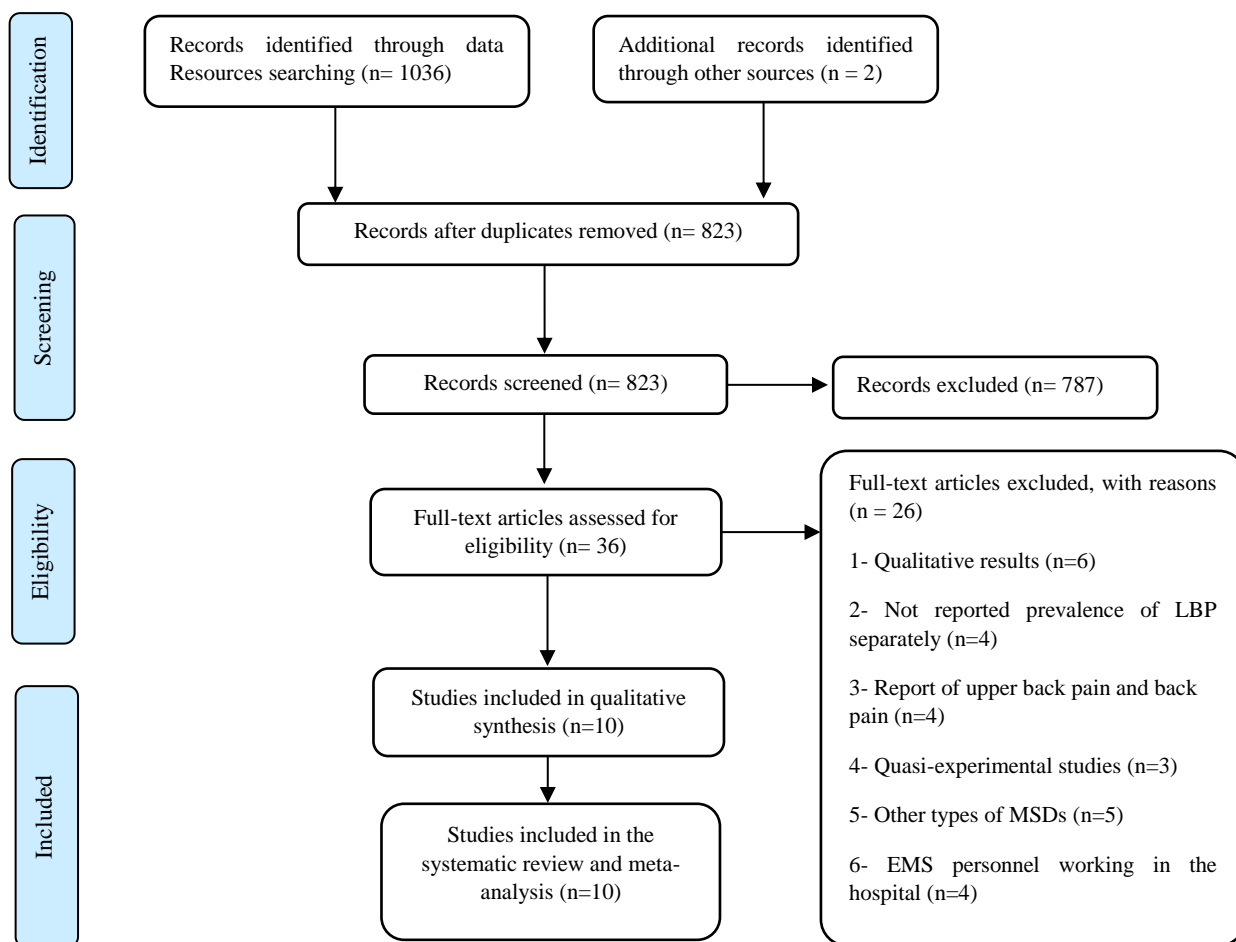 Identification
Records identified through data
Resources searching (n= 1036)
Additional records identified
through other sources (n = 2)
Records after duplicates removed (n= 823)
Screening
Records screened (n= 823)
Records excluded (n= 787)
Eligibility
Full-text articles assessed for
eligibility (n= 36)
Full-text articles excluded, with reasons
(n = 26)
1- Qualitative results (n=6)
2- Not reported prevalence of LBP
separately (n=4)
3- Report of upper back pain and back
pain (n=4)
4- Quasi-experimental studies (n=3)
5- Other types of MSDs (n=5)
6- EMS personnel working in the
hospital (n=4)
Included
Studies included in qualitative
synthesis (n=10)
Studies included in the
systematic review and meta-
analysis (n=10)